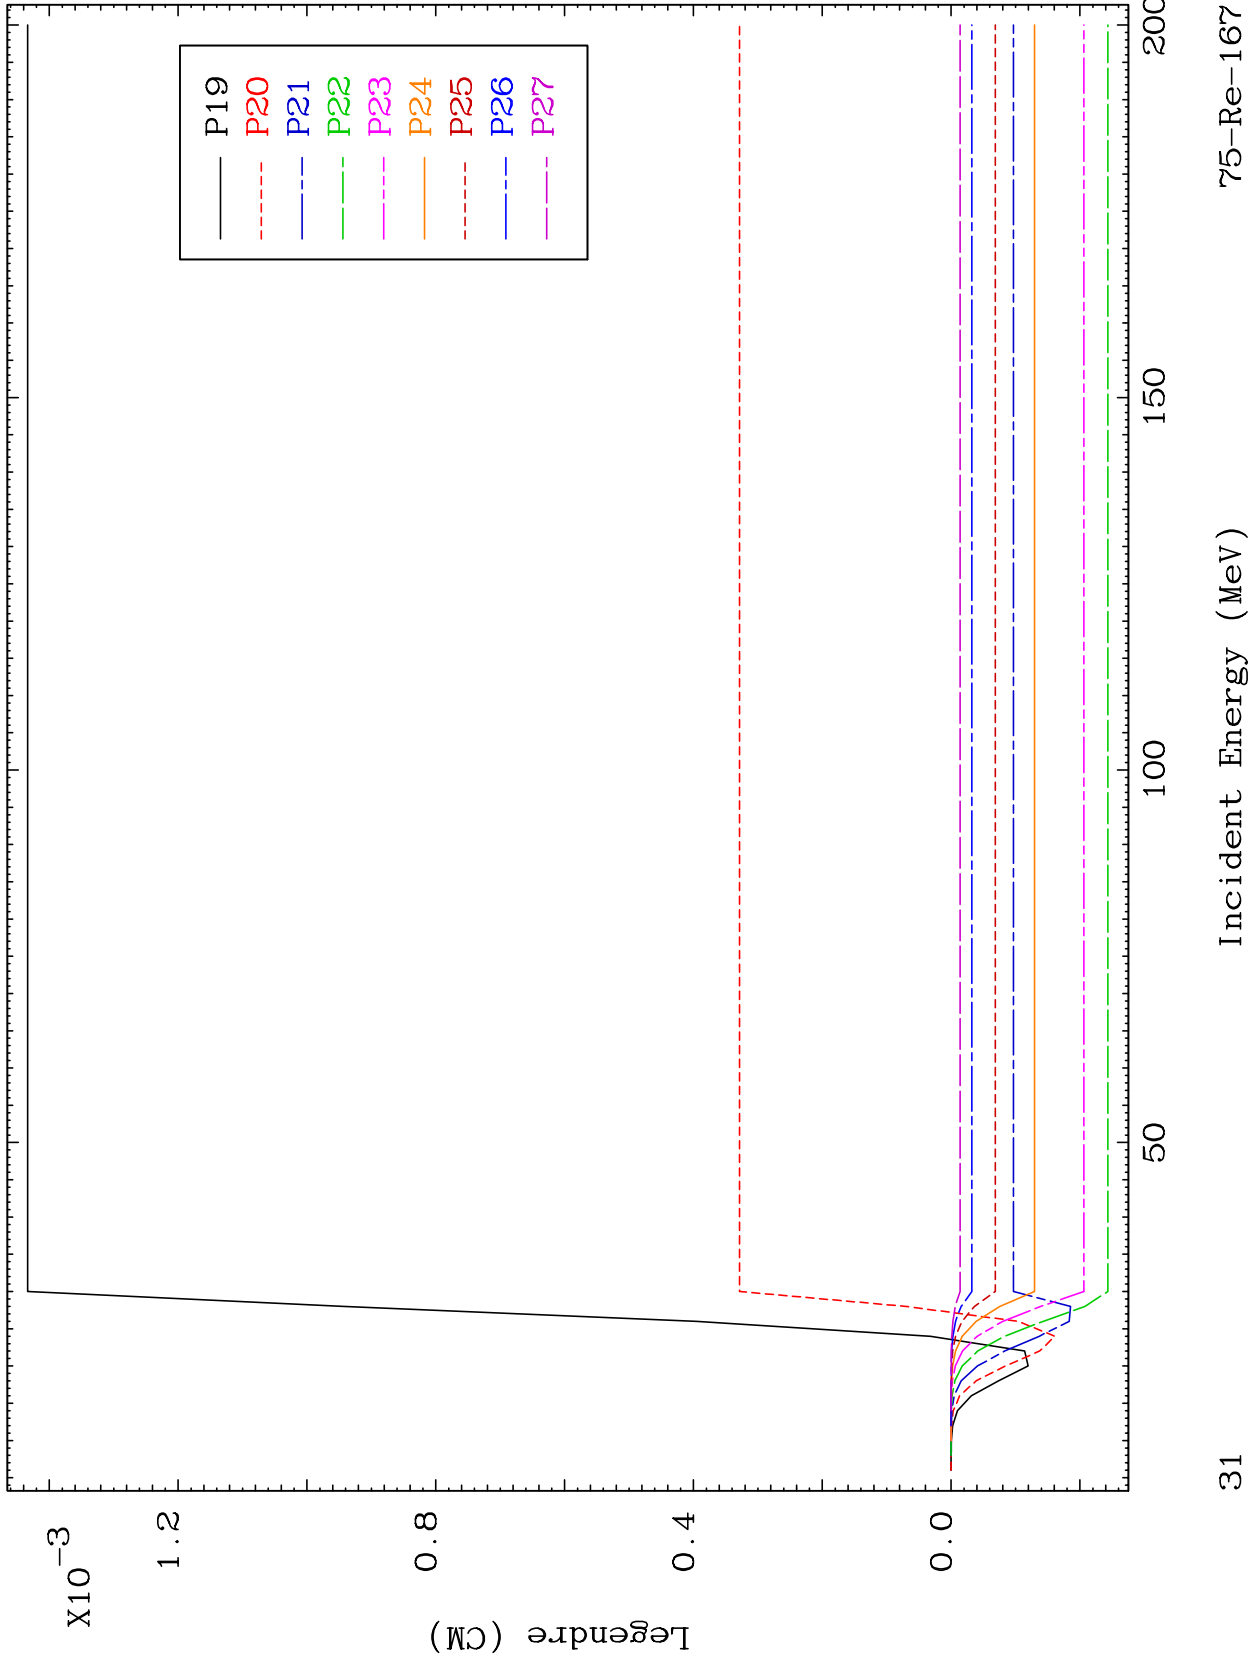 X10^-3
1.2
0.8
0.4
0.0
Legendre (CM)
P19
P20
P21
P22
P23
P24
P25
P26
P27
50
100
150
200
Incident Energy (MeV)
31
75-Re-167